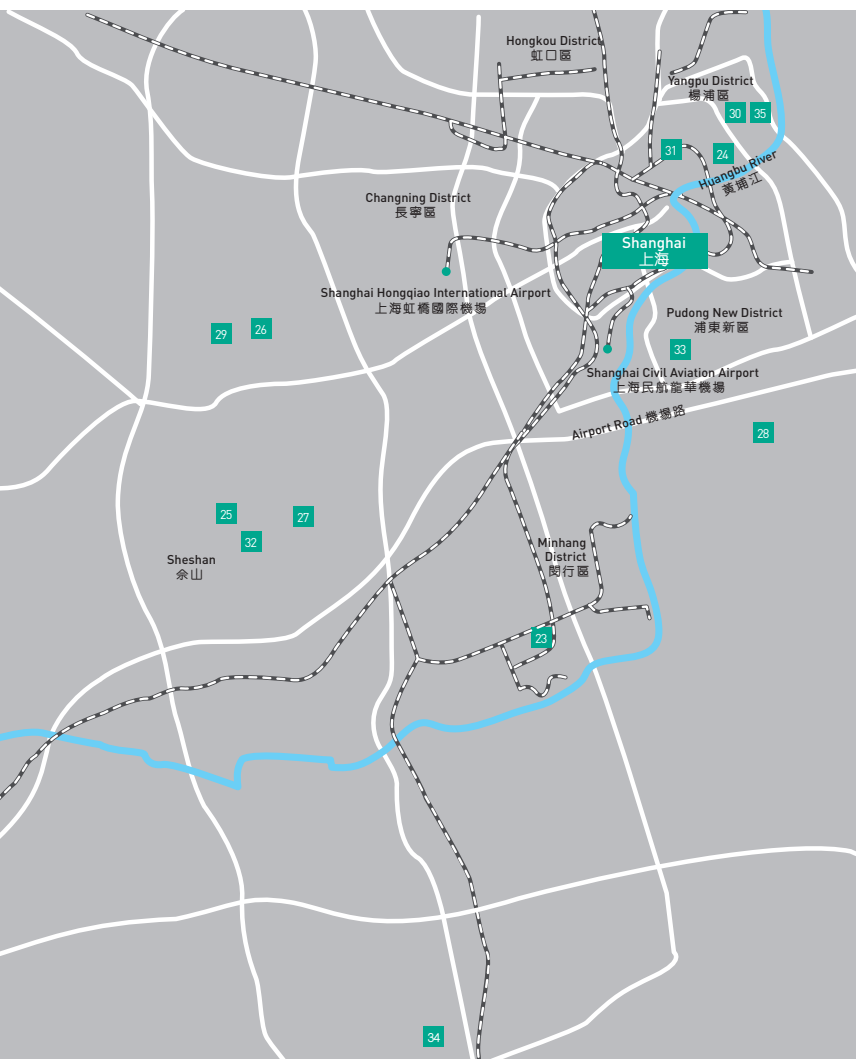 Hongkou District
虹口區
Yangpu District
楊浦區
30
35
31
24
Huangbu River
黃埔江
Changning District
長寧區
Shanghai
上海
Shanghai Hongqiao International Airport
上海虹橋國際機場
29
26
Pudong New District
浦東新區
33
Shanghai Civil Aviation Airport
上海民航龍華機場
Airport Road 機場路
28
25
27
32
Sheshan
佘山
Minhang
District
閔行區
23
34